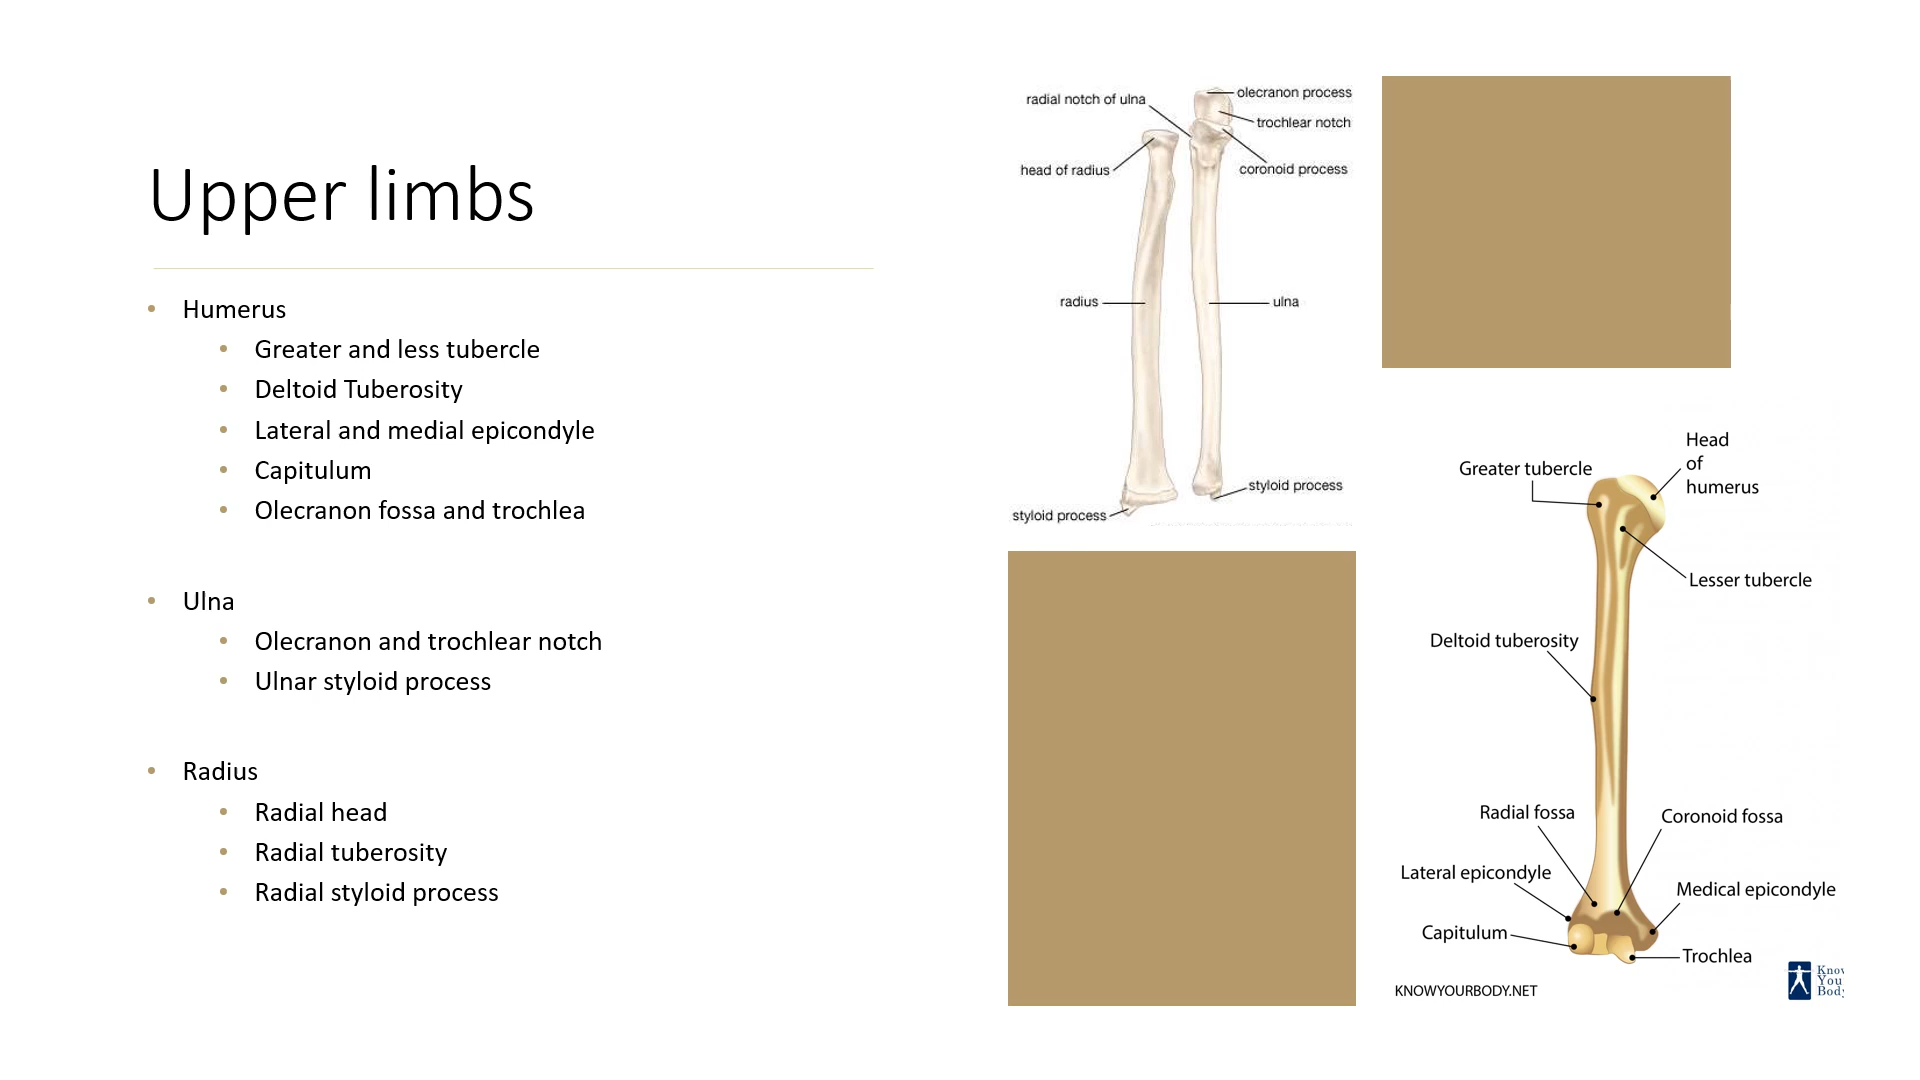 Upper limbs
Humerus
Greater and less tubercle
Deltoid Tuberosity
Lateral and medial epicondyle
Capitulum
Olecranon fossa and trochlea
Ulna
Olecranon and trochlear notch
Ulnar styloid process
Radius
Radial head
Radial tuberosity
Radial styloid process
radial notch of ulna
olecranon process
trochlear notch
head of radius
coronoid process
radius
ulna
styloid process
styloid process
Head
of
humerus
Greater tubercle
Lesser tubercle
Deltoid tuberosity
Radial fossa
Coronoid fossa
Lateral epicondyle
Medical epicondyle
Capitulum
Trochlea
KNOWYOURBODY.NET
Know
You
Body